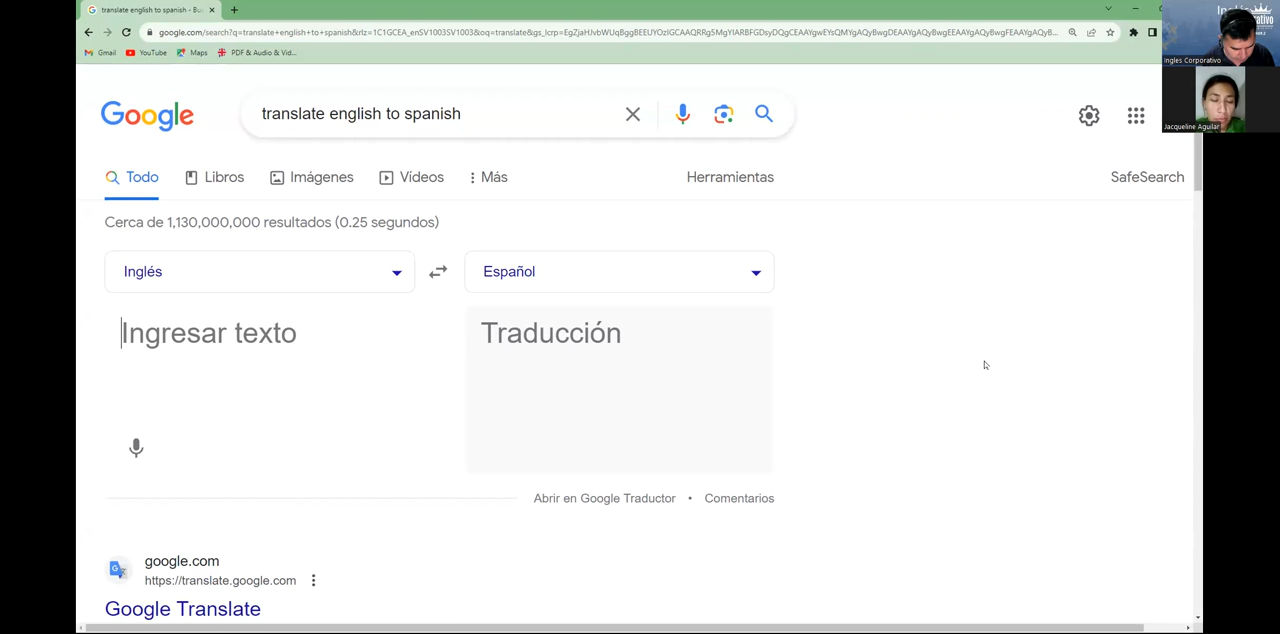 translate english to spanish - Bu
google.com/search?q=translate+english+to+spanish&rlz=1C1GCEA_enSV1003SV1003&oq=translate&gs_lcrp=
Gmail
YouTube
Maps
PDF & Audio & Vid...
Ingles Corporativo
Jacqueline Aguilar
Google
translate english to spanish
Todo
Libros
Imágenes
Vídeos
Más
Herramientas
SafeSearch
Cerca de 1,130,000,000 resultados (0.25 segundos)
Inglés
Español
Ingresar texto
Traducción
Abrir en Google Traductor • Comentarios
google.com
https://translate.google.com
Google Translate